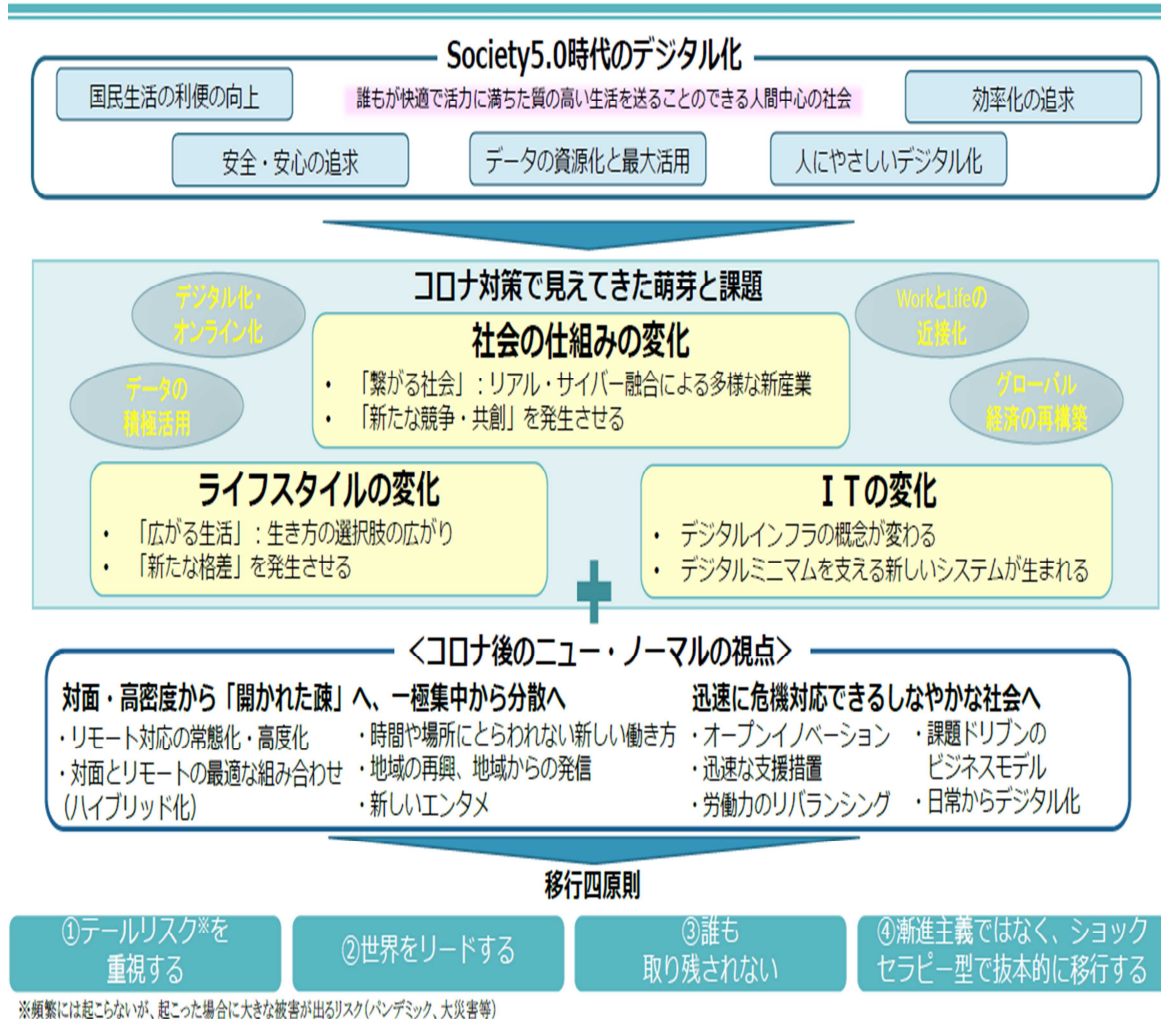 Society5.0時代のデジタル化
国民生活の利便の向上
誰もが快適で活力に満ちた質の高い生活を送ることのできる人間中心の社会
効率化の追求
安全・安心の追求
データの資源化と最大活用
人にやさしいデジタル化
コロナ対策で見えてきた萌芽と課題
デジタル化・
オンライン化
WorkとLifeの
近接化
データの
積極活用
グローバル
経済の再構築
社会の仕組みの変化
・ 「繋がる社会」：リアル・サイバー融合による多様な新産業
・ 「新たな競争・共創」を発生させる
ライフスタイルの変化
・ 「広がる生活」：生き方の選択肢の広がり
・ 「新たな格差」を発生させる
ＩＴの変化
・ デジタルインフラの概念が変わる
・ デジタルミニマムを支える新しいシステムが生まれる
＜コロナ後のニュー・ノーマルの視点＞
対面・高密度から「開かれた疎」へ、一極集中から分散へ
・リモート対応の常態化・高度化
・対面とリモートの最適な組み合わせ
(ハイブリッド化)
・時間や場所にとらわれない新しい働き方
・地域の再興、地域からの発信
・新しいエンタメ
迅速に危機対応できるしなやかな社会へ
・オープンイノベーション
・迅速な支援措置
・労働力のリバランシング
・課題ドリブンの
ビジネスモデル
・日常からデジタル化
移行四原則
①テールリスク※を
重視する
②世界をリードする
③誰も
取り残されない
④漸進主義ではなく、ショック
セラピー型で抜本的に移行する
※頻繁には起こらないが、起こった場合に大きな被害が出るリスク(パンデミック、大災害等)